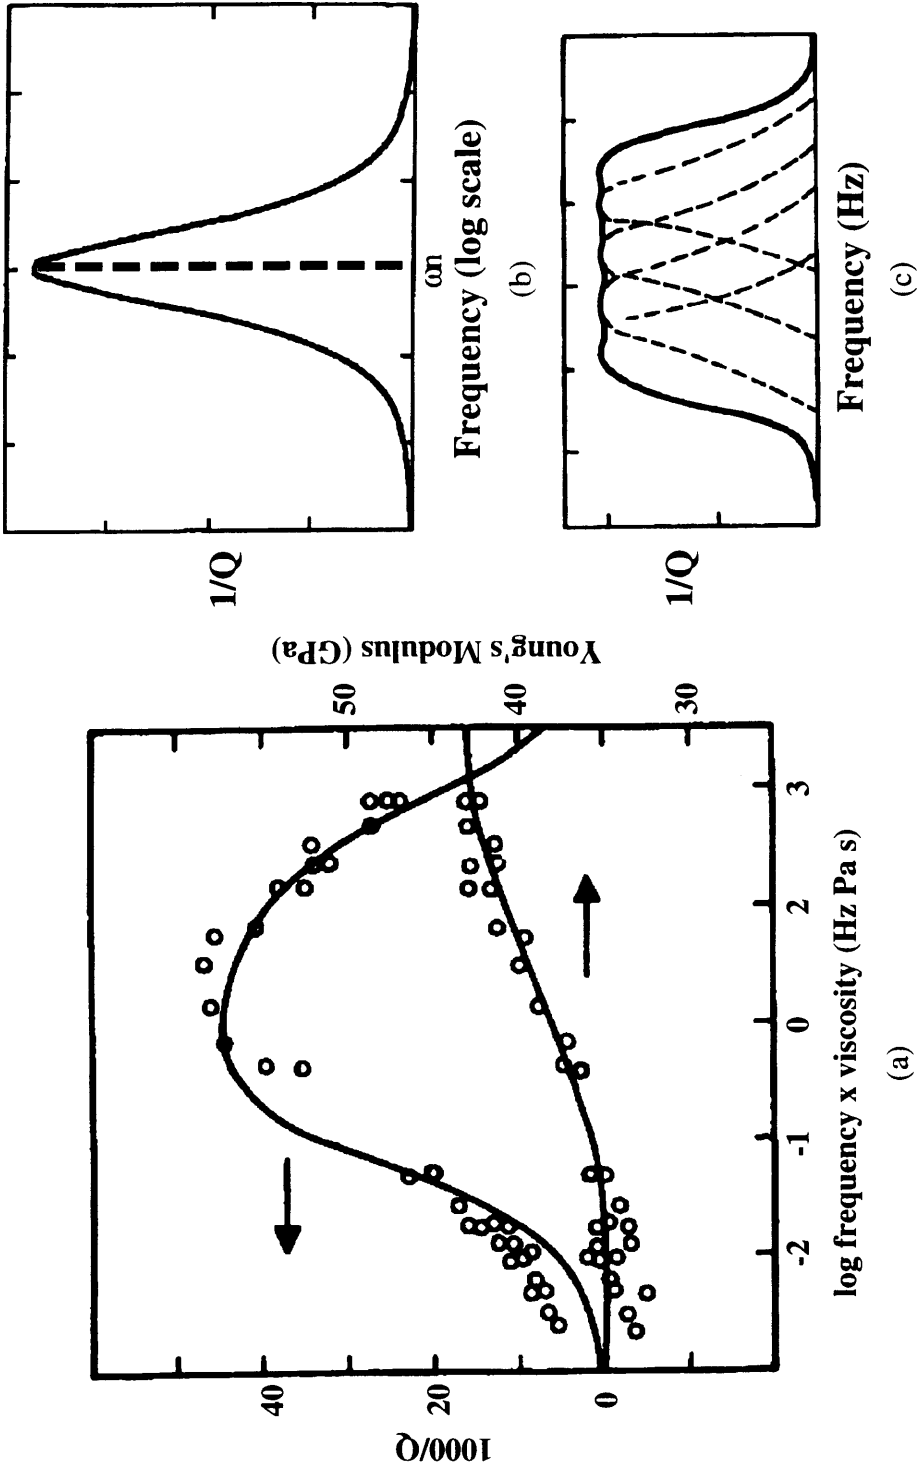 1000/Q
40
20
0
Young's Modulus (GPa)
50
40
30
-2
-1
0
2
3
log frequency x viscosity (Hz Pa s)
(a)
1/Q
ωn
Frequency (log scale)
(b)
1/Q
Frequency (Hz)
(c)